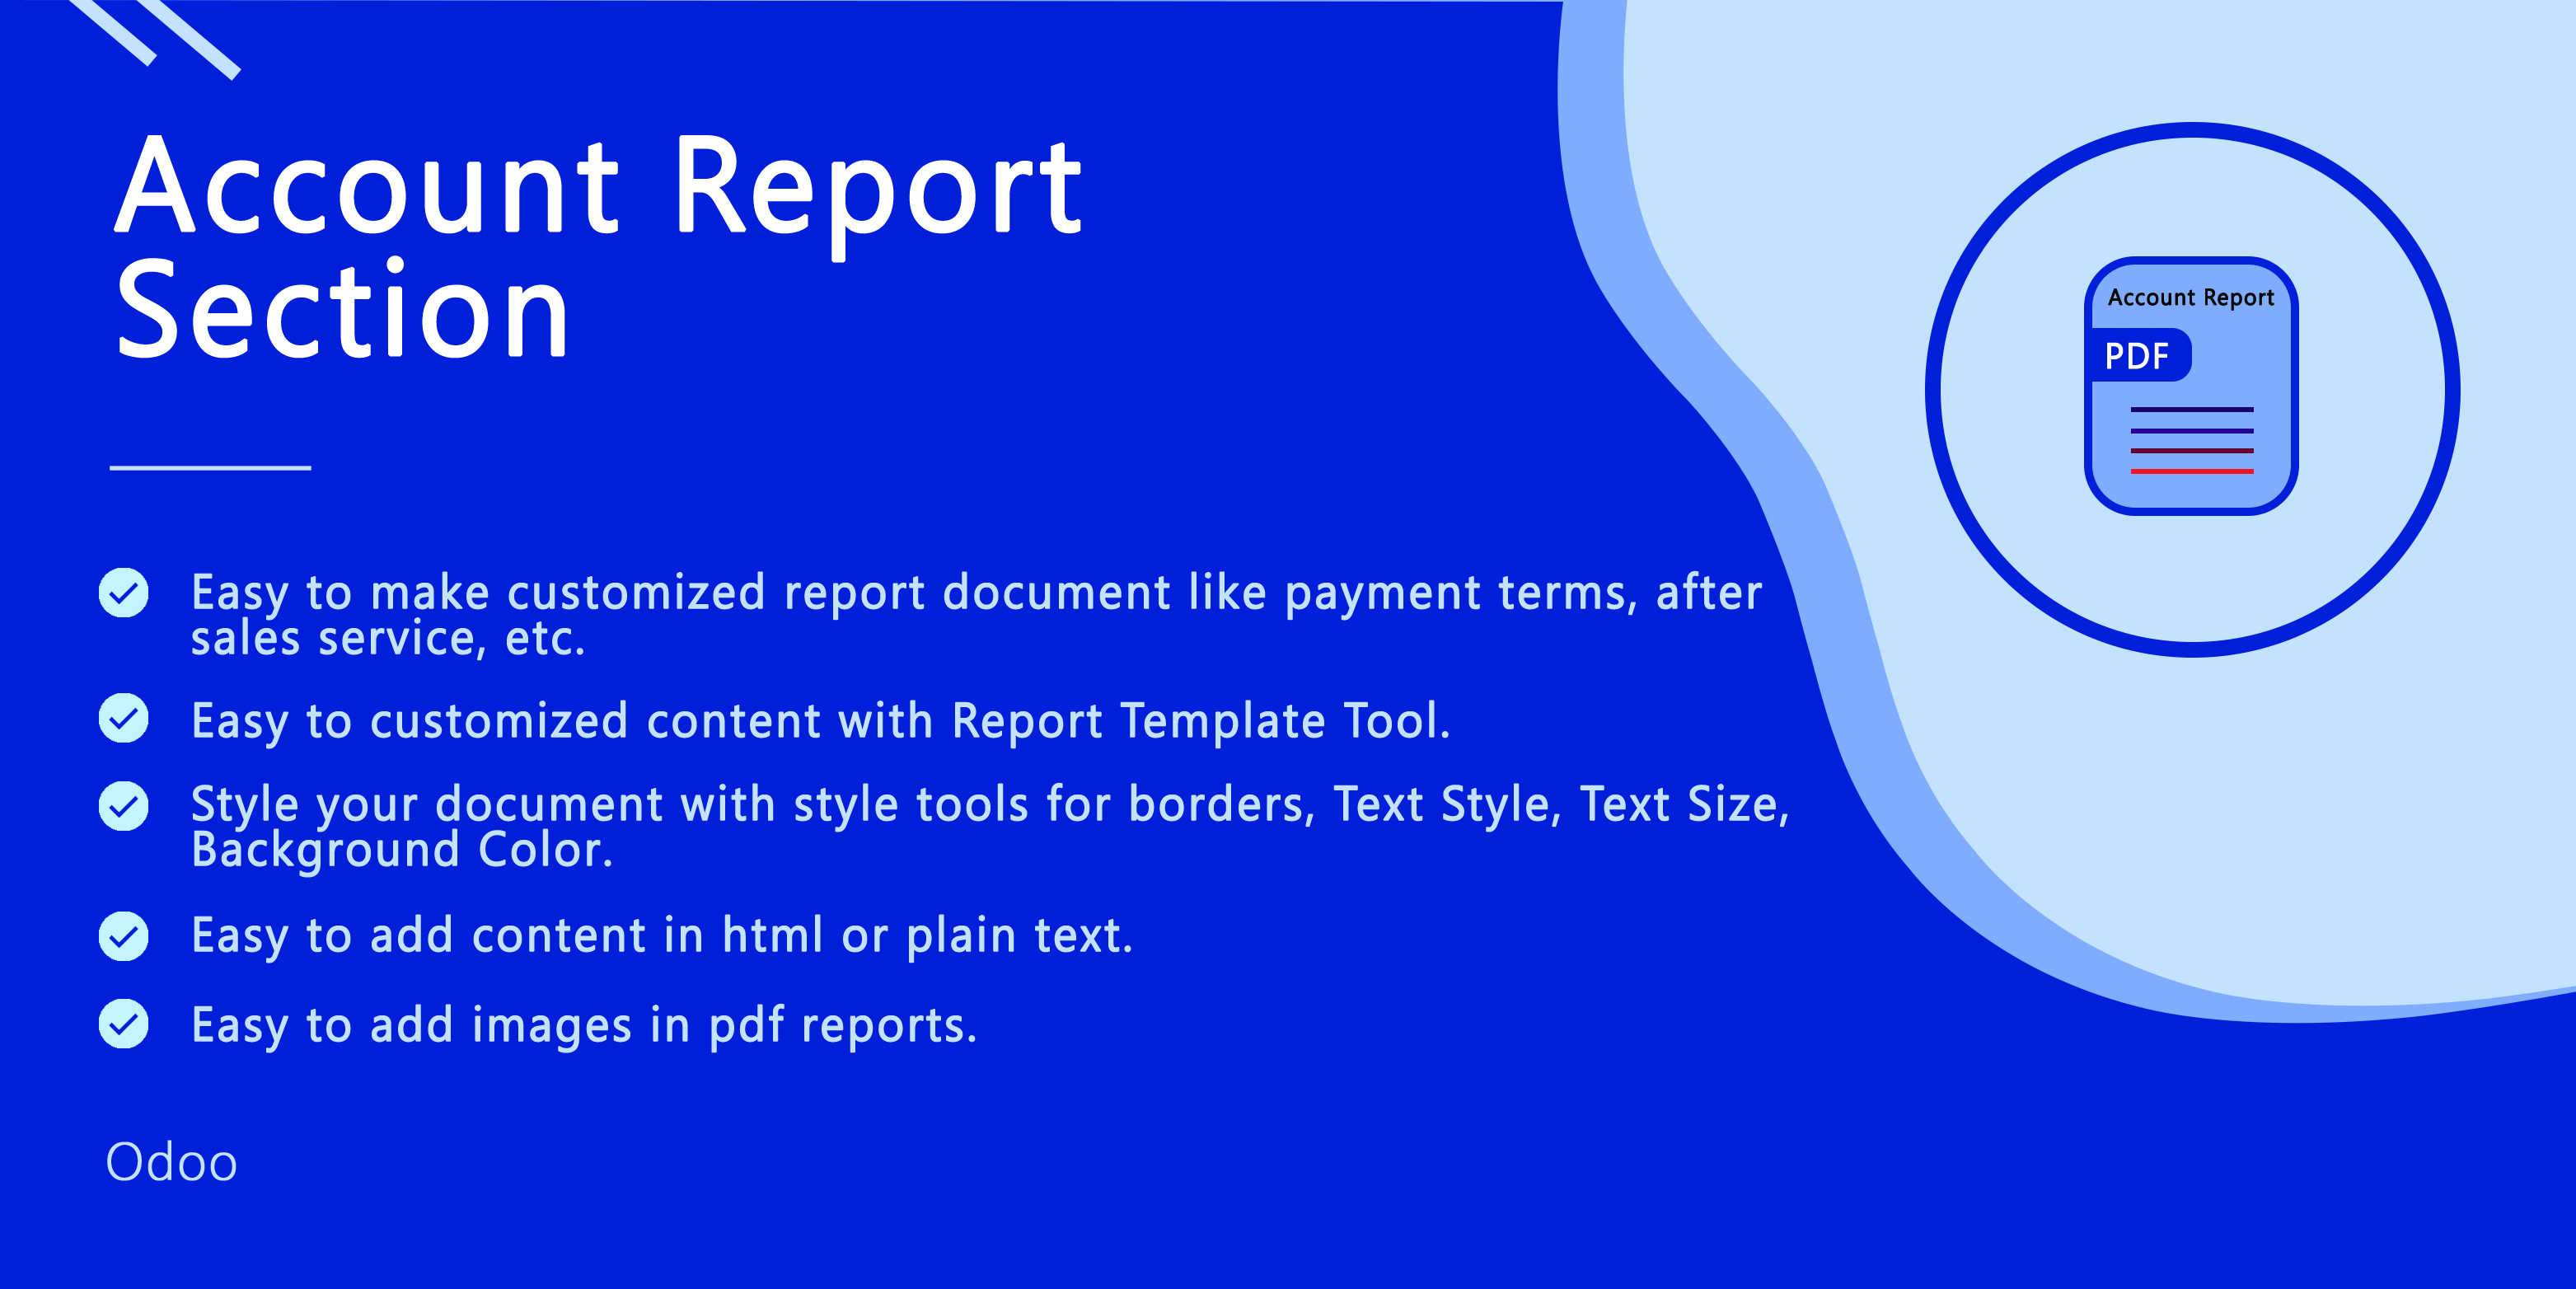 Account Report
Section
Account Report
PDF
Easy to make customized report document like payment terms, after
sales service, etc.
Easy to customized content with Report Template Tool.
Style your document with style tools for borders, Text Style, Text Size,
Background Color.
Easy to add content in html or plain text.
Easy to add images in pdf reports.
Odoo